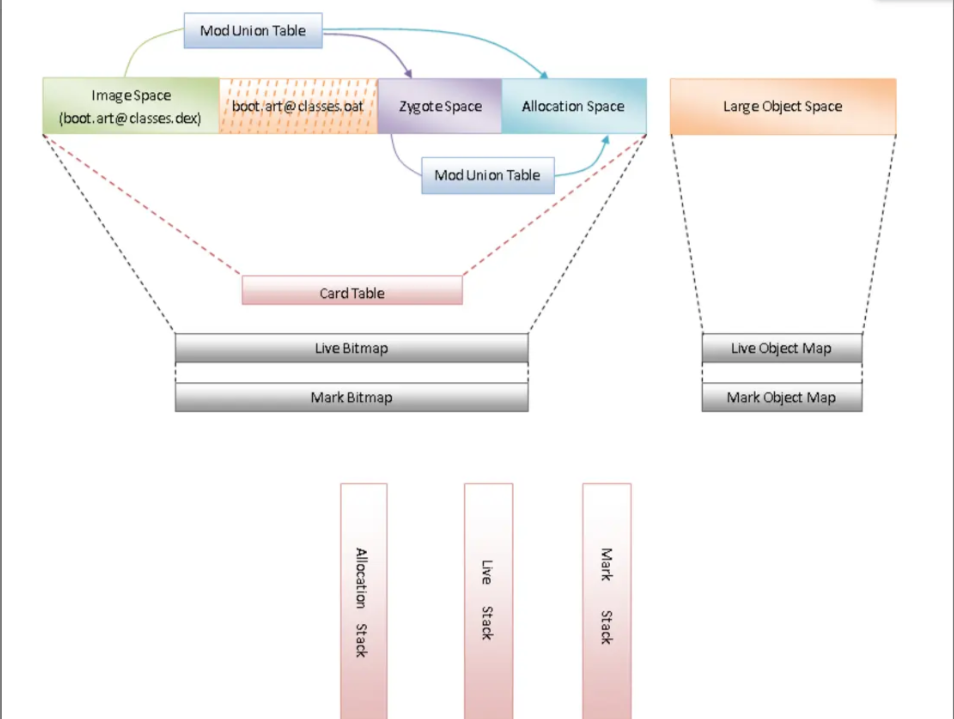 Mod Union Table
Image Space
(boot.art@classes.dex)
boot.art@classes.oat
Zygote Space
Allocation Space
Large Object Space
Mod Union Table
Card Table
Live Bitmap
Live Object Map
Mark Bitmap
Mark Object Map
Allocation Stack
Live Stack
Mark Stack